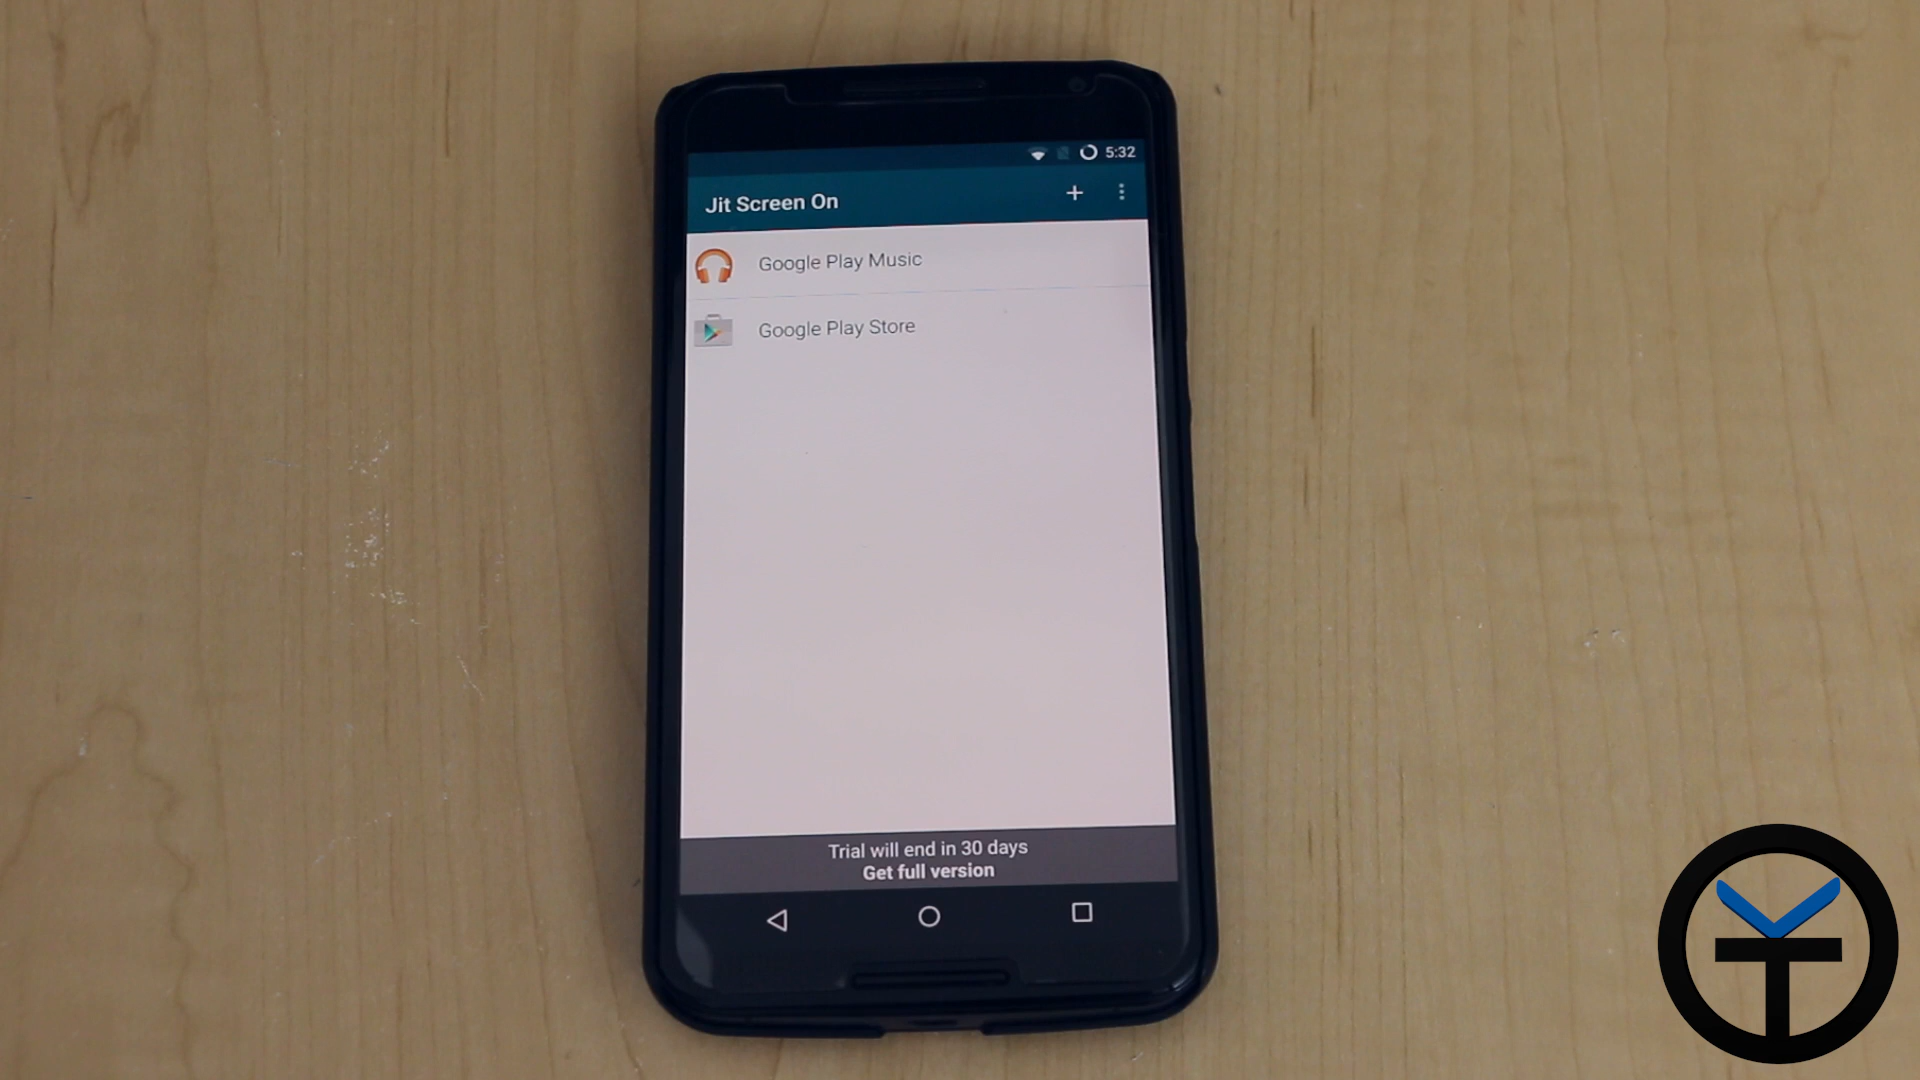 5:32
Jit Screen On
Google Play Music
Google Play Store
Trial will end in 30 days
Get full version